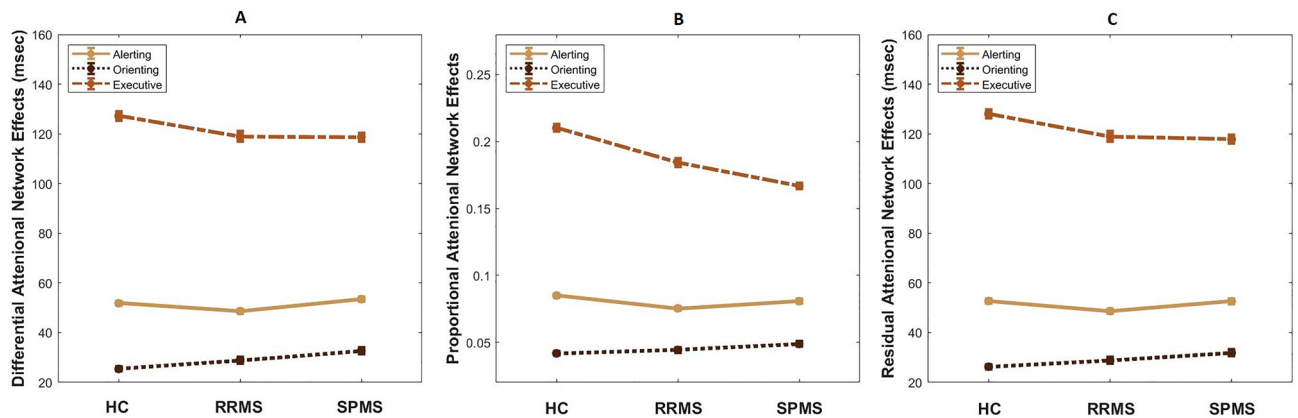 A
Differential Attenional Network Effects (msec)
160
140
120
100
80
60
40
20
Alerting
Orienting
Executive
HC RRMS SPMS
B
Proportional Attenional Network Effects
0.25
0.2
0.15
0.1
0.05
Alerting
Orienting
Executive
HC RRMS SPMS
C
Residual Attenional Network Effects (msec)
160
140
120
100
80
60
40
20
Alerting
Orienting
Executive
HC RRMS SPMS